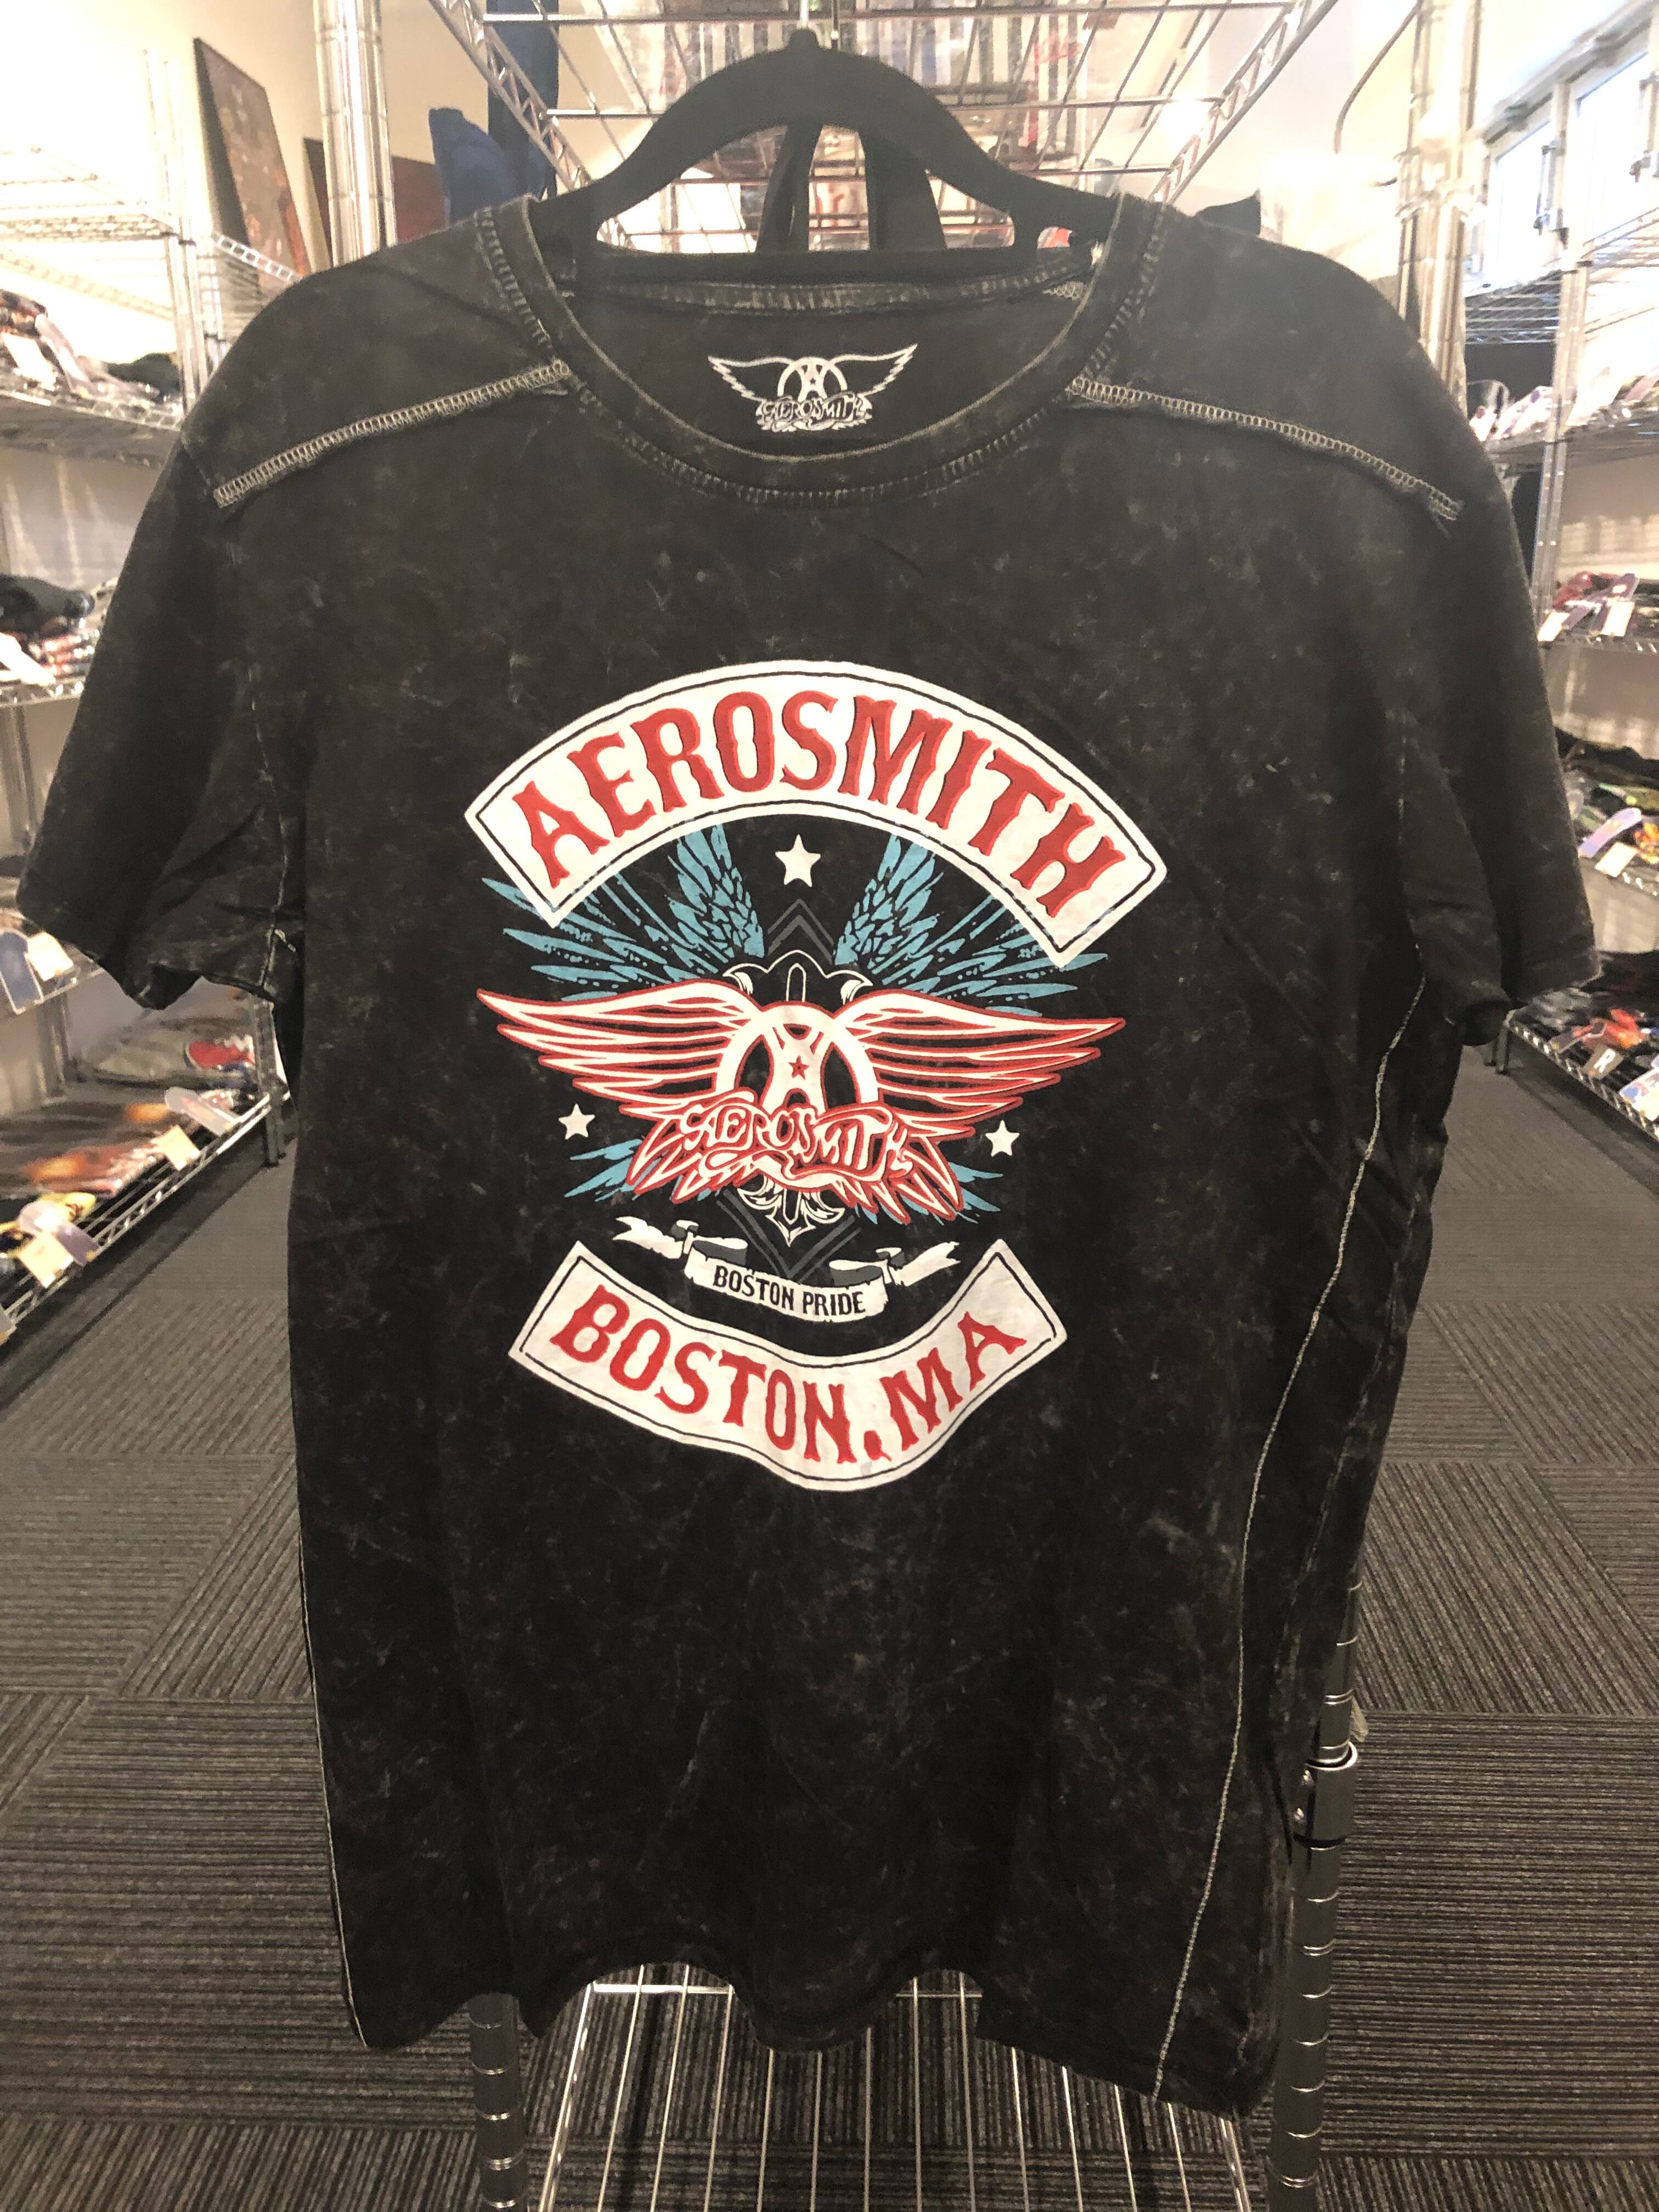 AEROSMITH
AEROSMITH
AEROSMITH
BOSTON PRIDE
BOSTON, MA